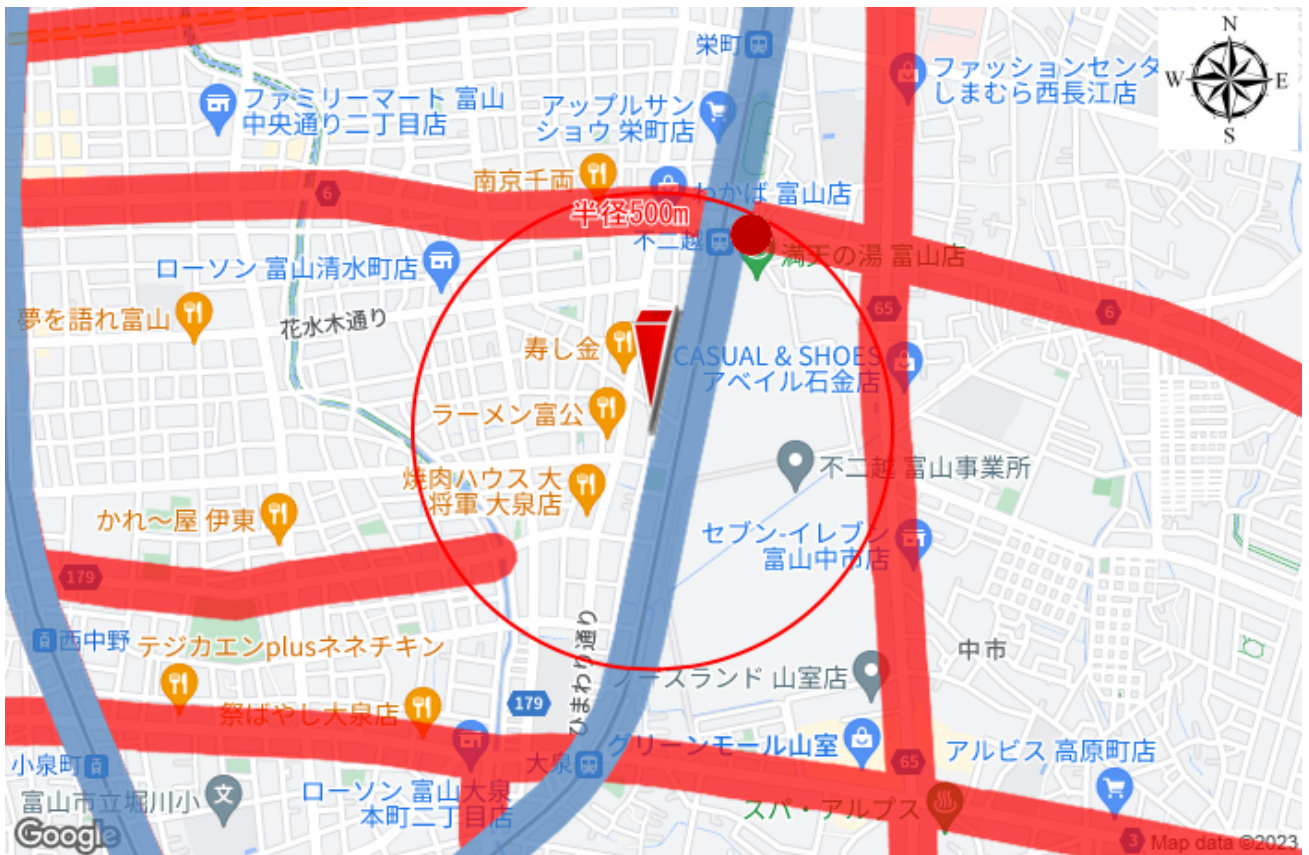 栄町
N
W
E
S
ファッションセンタ
しまむら西長江店
ファミリーマート 富山
中央通り二丁目店
アップルサン
ショウ 栄町店
南京千両
6
わかば 富山店
半径500m
不二越
満天の湯 富山店
ローソン 富山清水町店
65
6
夢を語れ富山
花水木通り
寿し金
CASUAL & SHOES
アベイル石金店
ラーメン富公
不二越 富山事業所
焼肉ハウス 大
将軍 大泉店
かれ〜屋 伊東
セブン-イレブン
富山中市店
179
西中野
テジカエンplusネネチキン
ひまわり通り
中市
ノースランド 山室店
179
祭ばやし大泉店
グリーンモール山室
小泉町
大泉
65
アルビス 高原町店
富山市立堀川小
ローソン 富山大泉
本町二丁目店
スパ・アルプス
Google
3
Map data ©2023